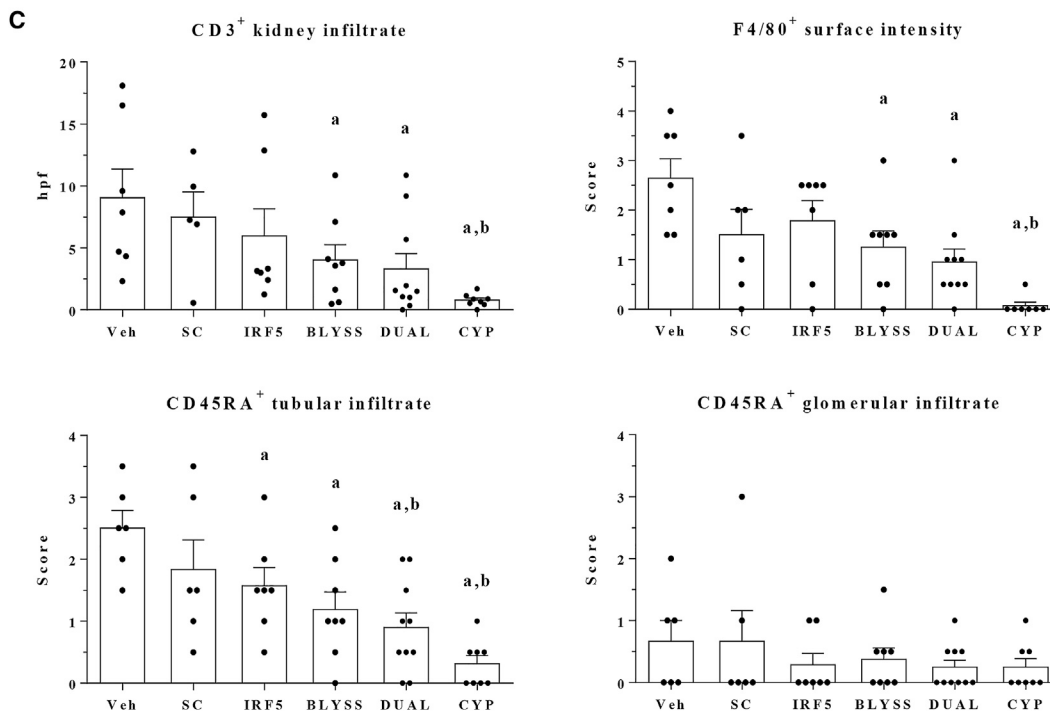 C
CD3+ kidney infiltrate
hpf
20
15
10
5
0
a
a
a,b
Veh SC IRF5 BLYSS DUAL CYP
F4/80+ surface intensity
Score
5
4
3
2
1
0
a
a
a,b
Veh SC IRF5 BLYSS DUAL CYP
CD45RA+ tubular infiltrate
Score
4
3
2
1
0
a
a
a,b
a,b
Veh SC IRF5 BLYSS DUAL CYP
CD45RA+ glomerular infiltrate
Score
4
3
2
1
0
Veh SC IRF5 BLYSS DUAL CYP